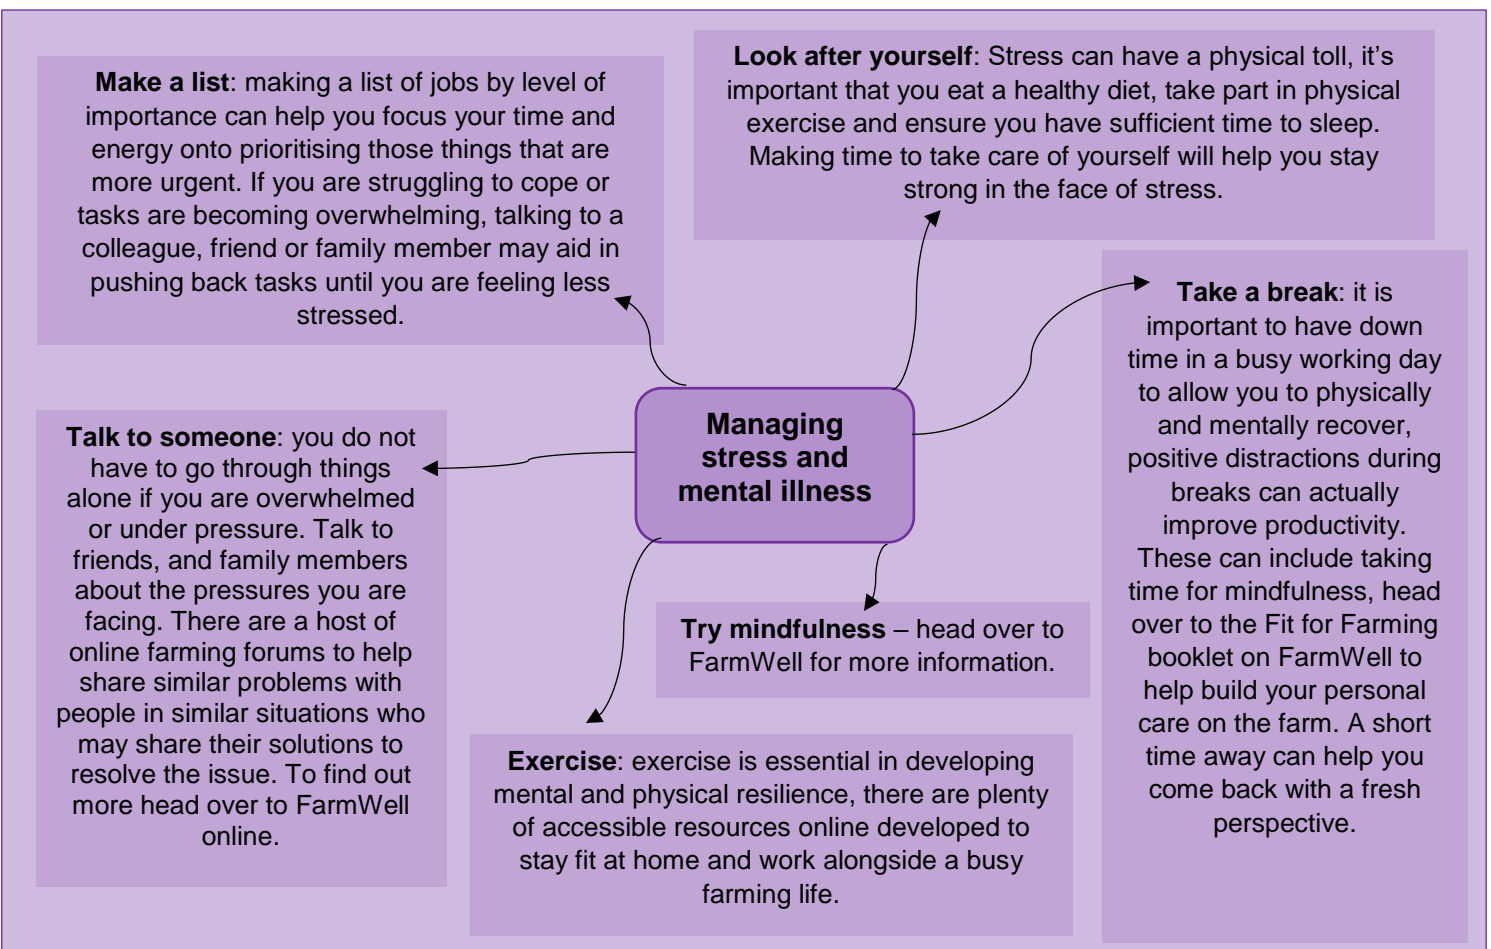 Make a list: making a list of jobs by level of
importance can help you focus your time and
energy onto prioritising those things that are
more urgent. If you are struggling to cope or
tasks are becoming overwhelming, talking to a
colleague, friend or family member may aid in
pushing back tasks until you are feeling less
stressed.
Look after yourself: Stress can have a physical toll, it’s
important that you eat a healthy diet, take part in physical
exercise and ensure you have sufficient time to sleep.
Making time to take care of yourself will help you stay
strong in the face of stress.
Take a break: it is
important to have down
time in a busy working day
to allow you to physically
and mentally recover,
positive distractions during
breaks can actually
improve productivity.
These can include taking
time for mindfulness, head
over to the Fit for Farming
booklet on FarmWell to
help build your personal
care on the farm. A short
time away can help you
come back with a fresh
perspective.
Managing
stress and
mental illness
Talk to someone: you do not
have to go through things
alone if you are overwhelmed
or under pressure. Talk to
friends, and family members
about the pressures you are
facing. There are a host of
online farming forums to help
share similar problems with
people in similar situations who
may share their solutions to
resolve the issue. To find out
more head over to FarmWell
online.
Try mindfulness – head over to
FarmWell for more information.
Exercise: exercise is essential in developing
mental and physical resilience, there are plenty
of accessible resources online developed to
stay fit at home and work alongside a busy
farming life.